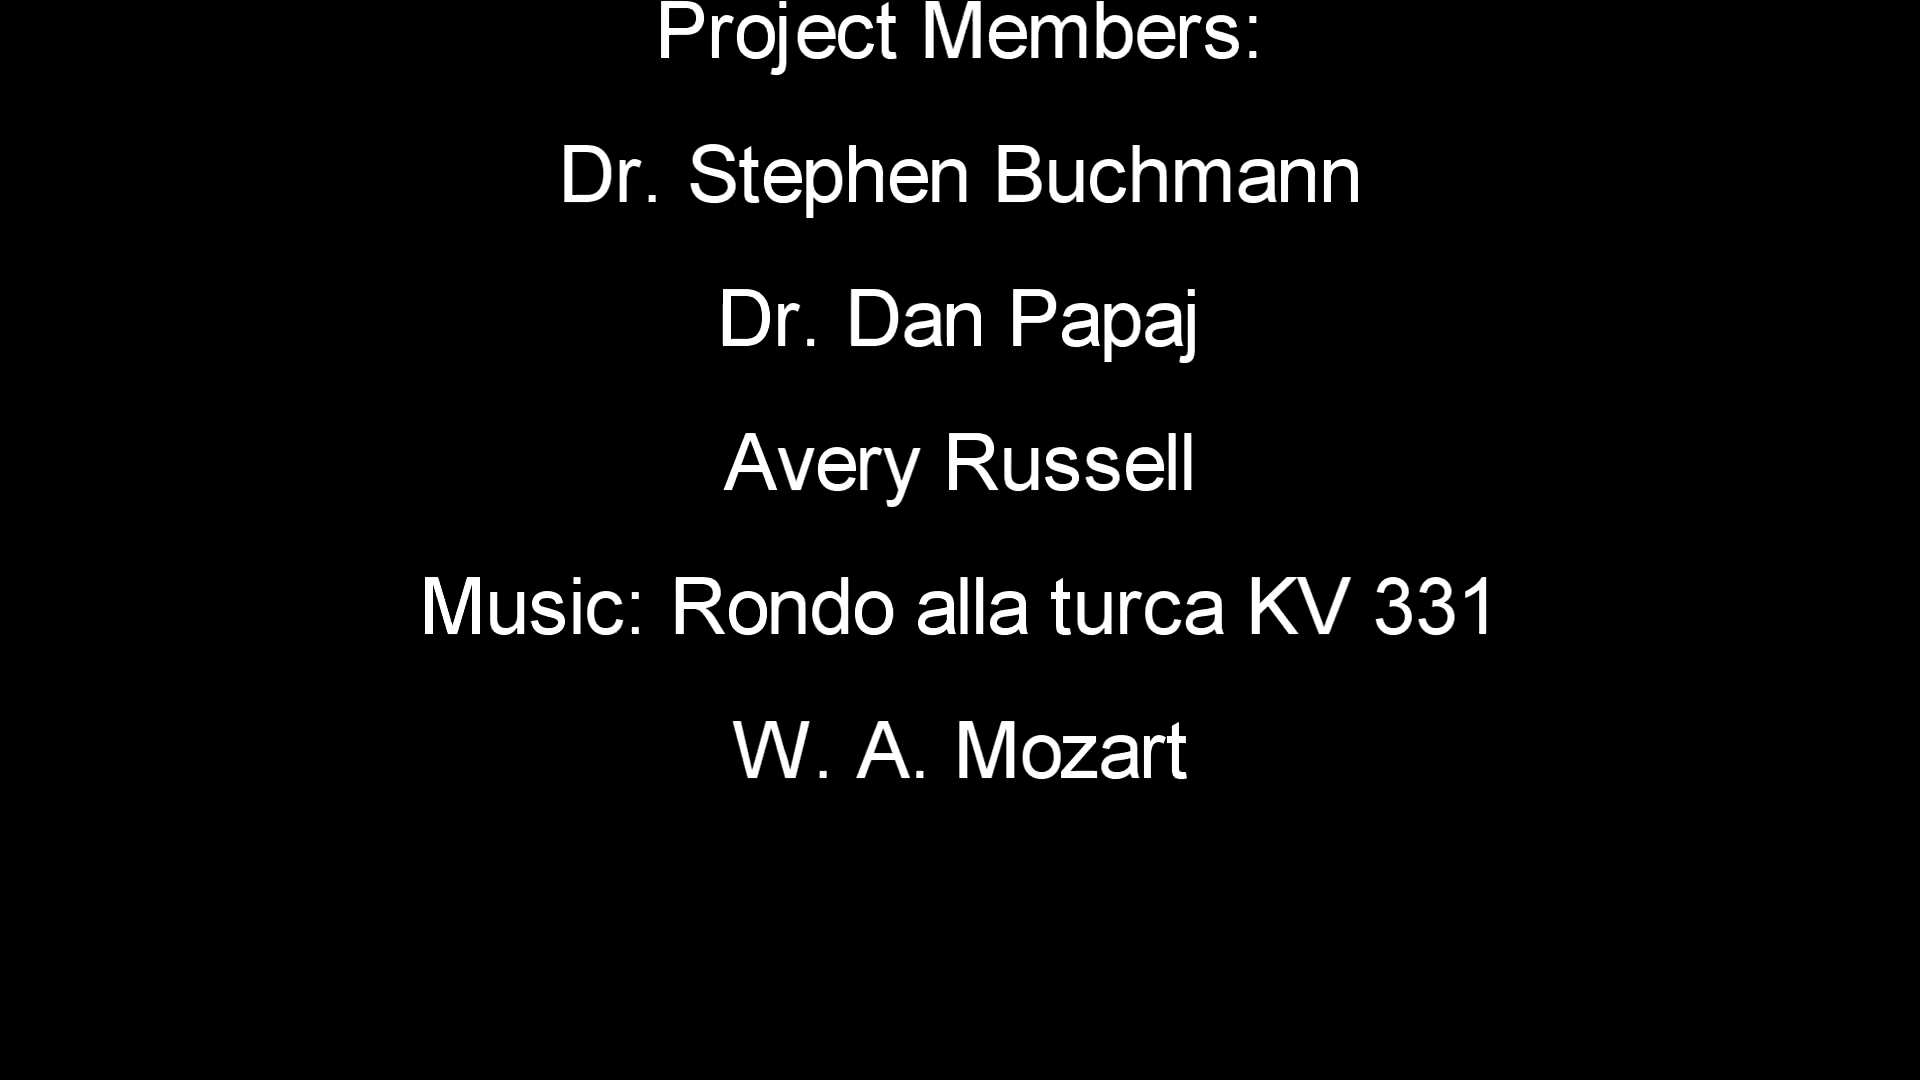 Project Members:
Dr. Stephen Buchmann
Dr. Dan Papaj
Avery Russell
Music: Rondo alla turca KV 331
W. A. Mozart